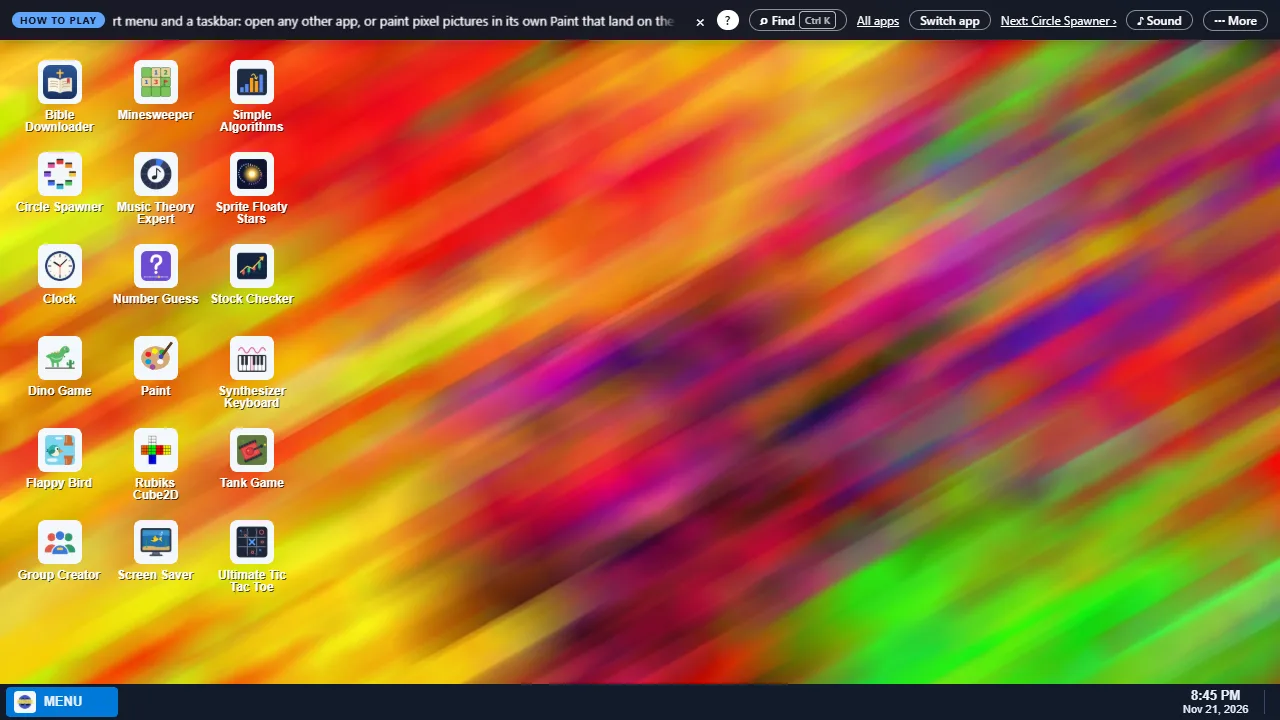 HOW TO PLAY rt menu and a taskbar: open any other app, or paint pixel pictures in its own Paint that land on the × ? Find Ctrl K All apps Switch app Next: Circle Spawner › ♪ Sound ··· More
Bible
Downloader
Minesweeper
Simple
Algorithms
Circle Spawner
Music Theory
Expert
Sprite Floaty
Stars
Clock
Number Guess
Stock Checker
Dino Game
Paint
Synthesizer
Keyboard
Flappy Bird
Rubiks
Cube2D
Tank Game
Group Creator
Screen Saver
Ultimate Tic
Tac Toe
MENU
8:45 PM
Nov 21, 2026